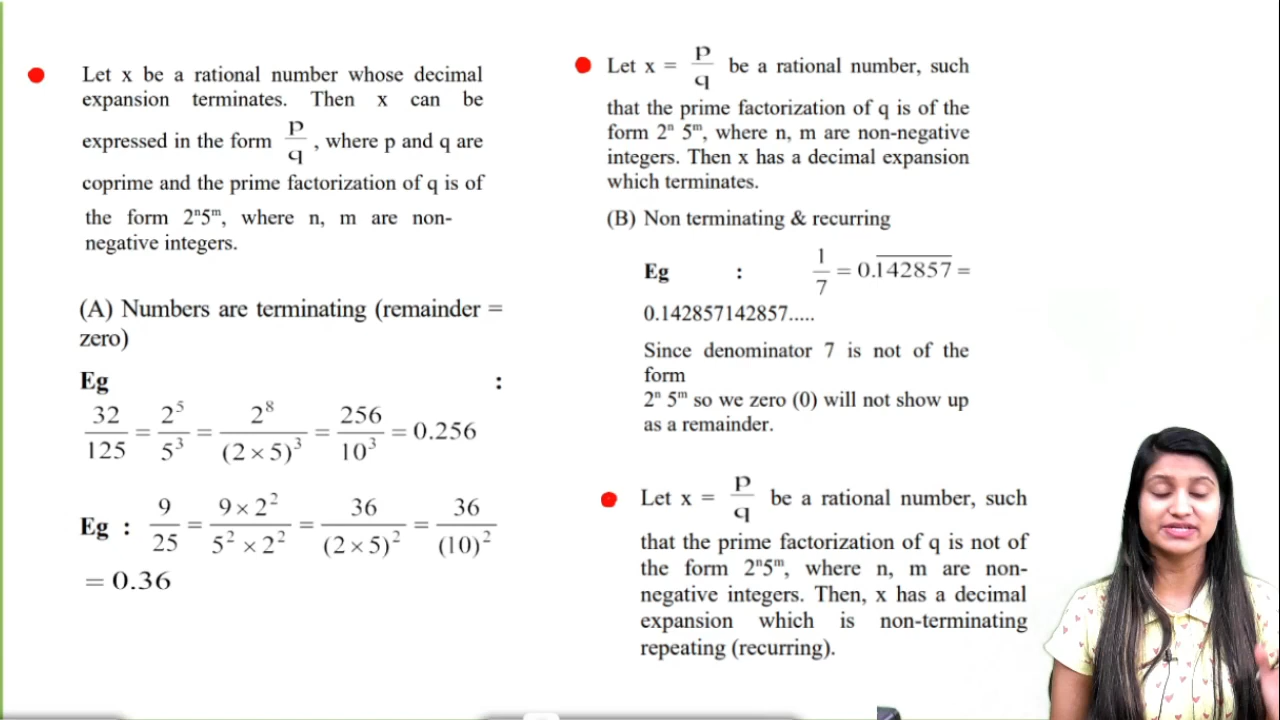 Let x be a rational number whose decimal
expansion terminates. Then x can be
expressed in the form p/q , where p and q are
coprime and the prime factorization of q is of
the form 2ⁿ5ᵐ, where n, m are non-
negative integers.
(A) Numbers are terminating (remainder =
zero)
Eg :
32/125 = 2⁵/5³ = 2⁸/(2 × 5)³ = 256/10³ = 0.256
Eg : 9/25 = 9 × 2²/5² × 2² = 36/(2 × 5)² = 36/(10)²
= 0.36
Let x = p/q be a rational number, such
that the prime factorization of q is of the
form 2ⁿ 5ᵐ, where n, m are non-negative
integers. Then x has a decimal expansion
which terminates.
(B) Non terminating & recurring
Eg : 1/7 = 0.1̅4̅2̅8̅5̅7̅ =
0.142857142857.....
Since denominator 7 is not of the
form
2ⁿ 5ᵐ so we zero (0) will not show up
as a remainder.
Let x = p/q be a rational number, such
that the prime factorization of q is not of
the form 2ⁿ5ᵐ, where n, m are non-
negative integers. Then, x has a decimal
expansion which is non-terminating
repeating (recurring).